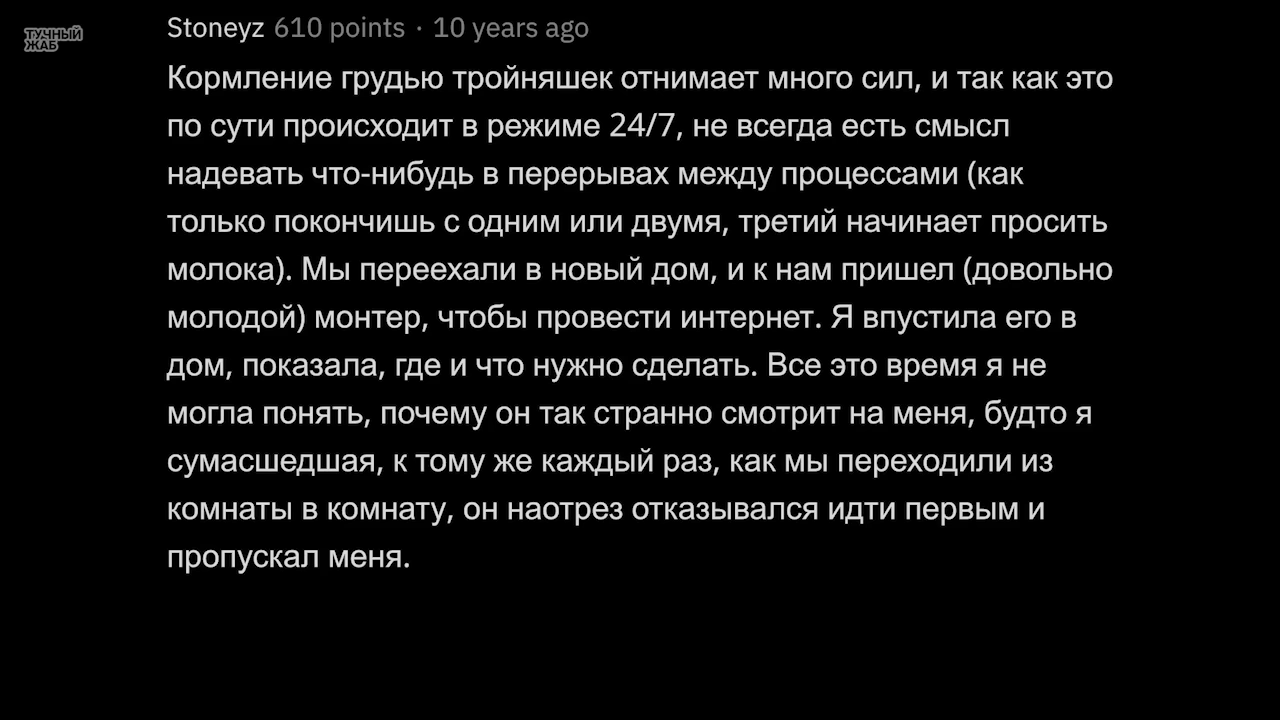 ТУЧНЫЙ
ЖАБ
Stoneyz 610 points · 10 years ago
Кормление грудью тройняшек отнимает много сил, и так как это
по сути происходит в режиме 24/7, не всегда есть смысл
надевать что-нибудь в перерывах между процессами (как
только покончишь с одним или двумя, третий начинает просить
молока). Мы переехали в новый дом, и к нам пришел (довольно
молодой) монтер, чтобы провести интернет. Я впустила его в
дом, показала, где и что нужно сделать. Все это время я не
могла понять, почему он так странно смотрит на меня, будто я
сумасшедшая, к тому же каждый раз, как мы переходили из
комнаты в комнату, он наотрез отказывался идти первым и
пропускал меня.